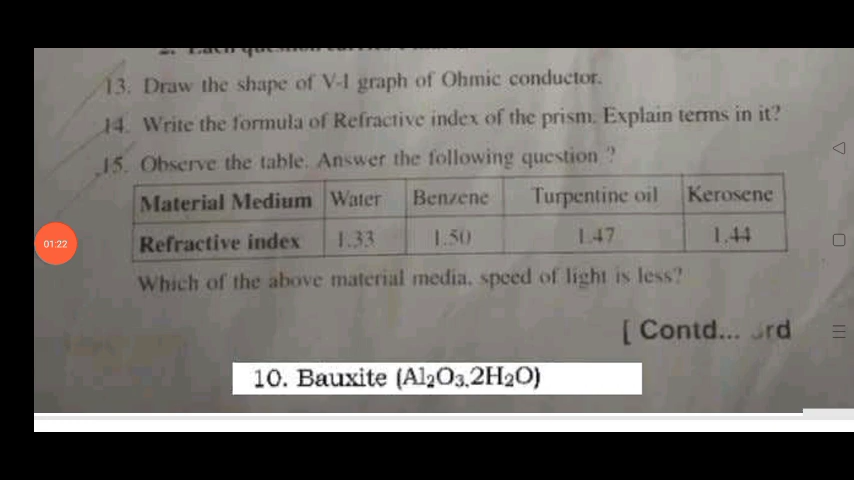 13. Draw the shape of V-I graph of Ohmic conductor.
14. Write the formula of Refractive index of the prism. Explain terms in it?
15. Observe the table. Answer the following question ?
Material Medium Water Benzene Turpentine oil Kerosene
Refractive index 1.33 1.50 1.47 1.44
Which of the above material media, speed of light is less?
[ Contd... rd
01:22
10. Bauxite (Al₂O₃.2H₂O)